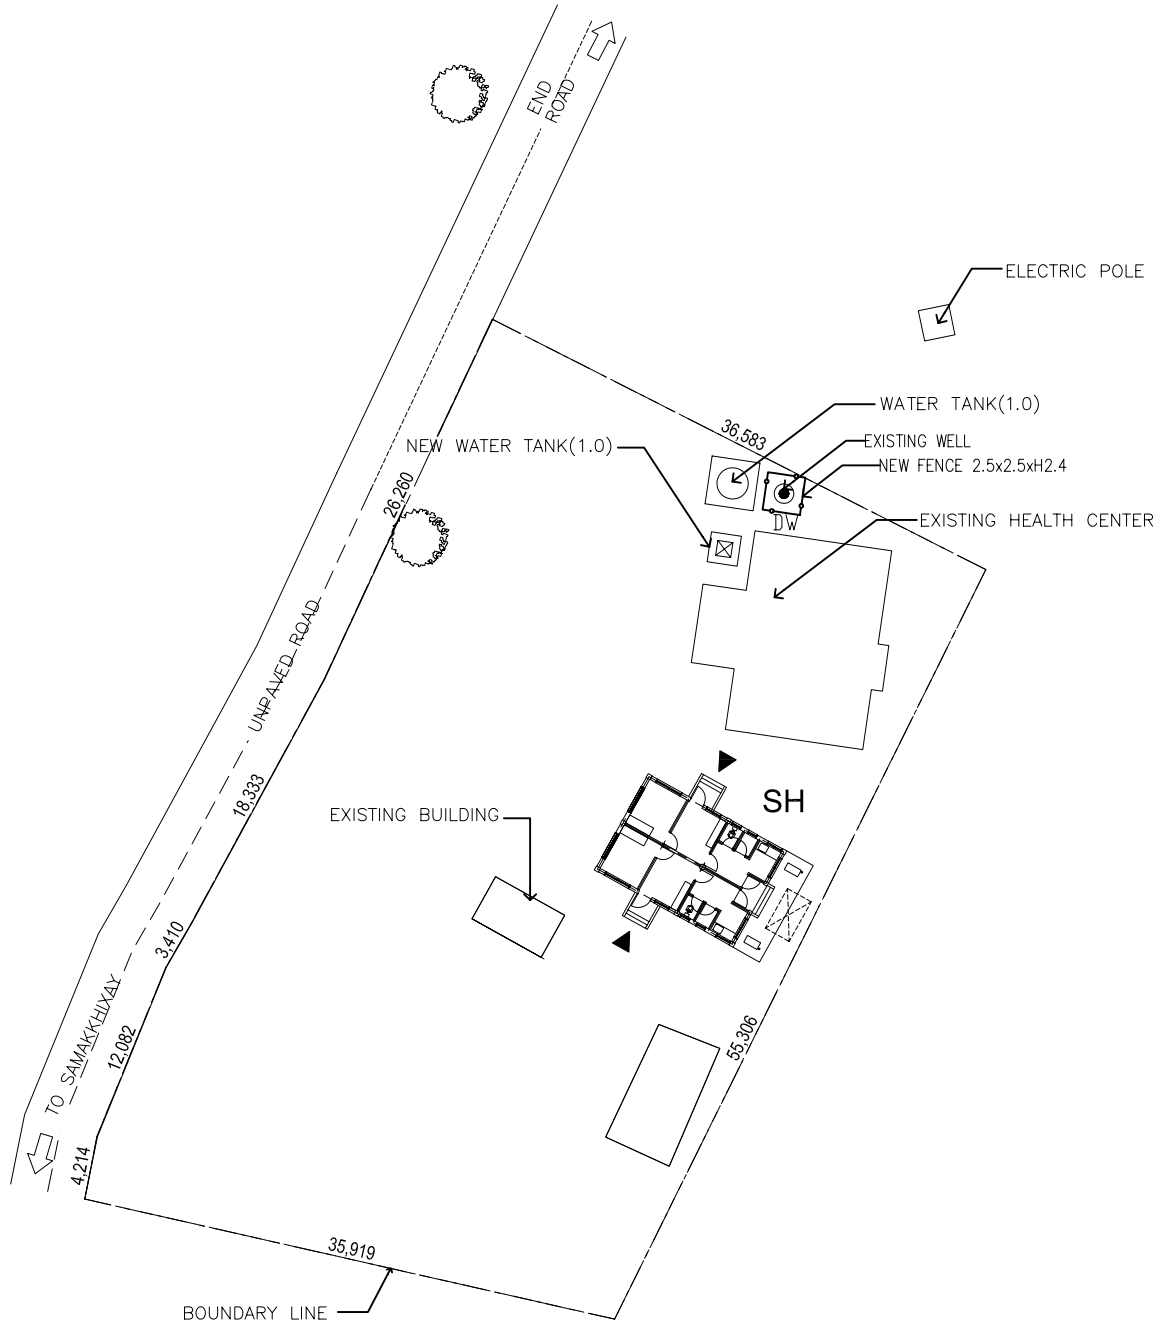 END
ROAD
ELECTRIC POLE
WATER TANK(1.0)
36,583
EXISTING WELL
NEW WATER TANK(1.0)
NEW FENCE 2.5x2.5xH2.4
26,260
DW
EXISTING HEALTH CENTER
UNPAVED ROAD
18,333
SH
EXISTING BUILDING
3,410
TO SAMAKKHIXAY
12,082
55,306
4,214
35,919
BOUNDARY LINE